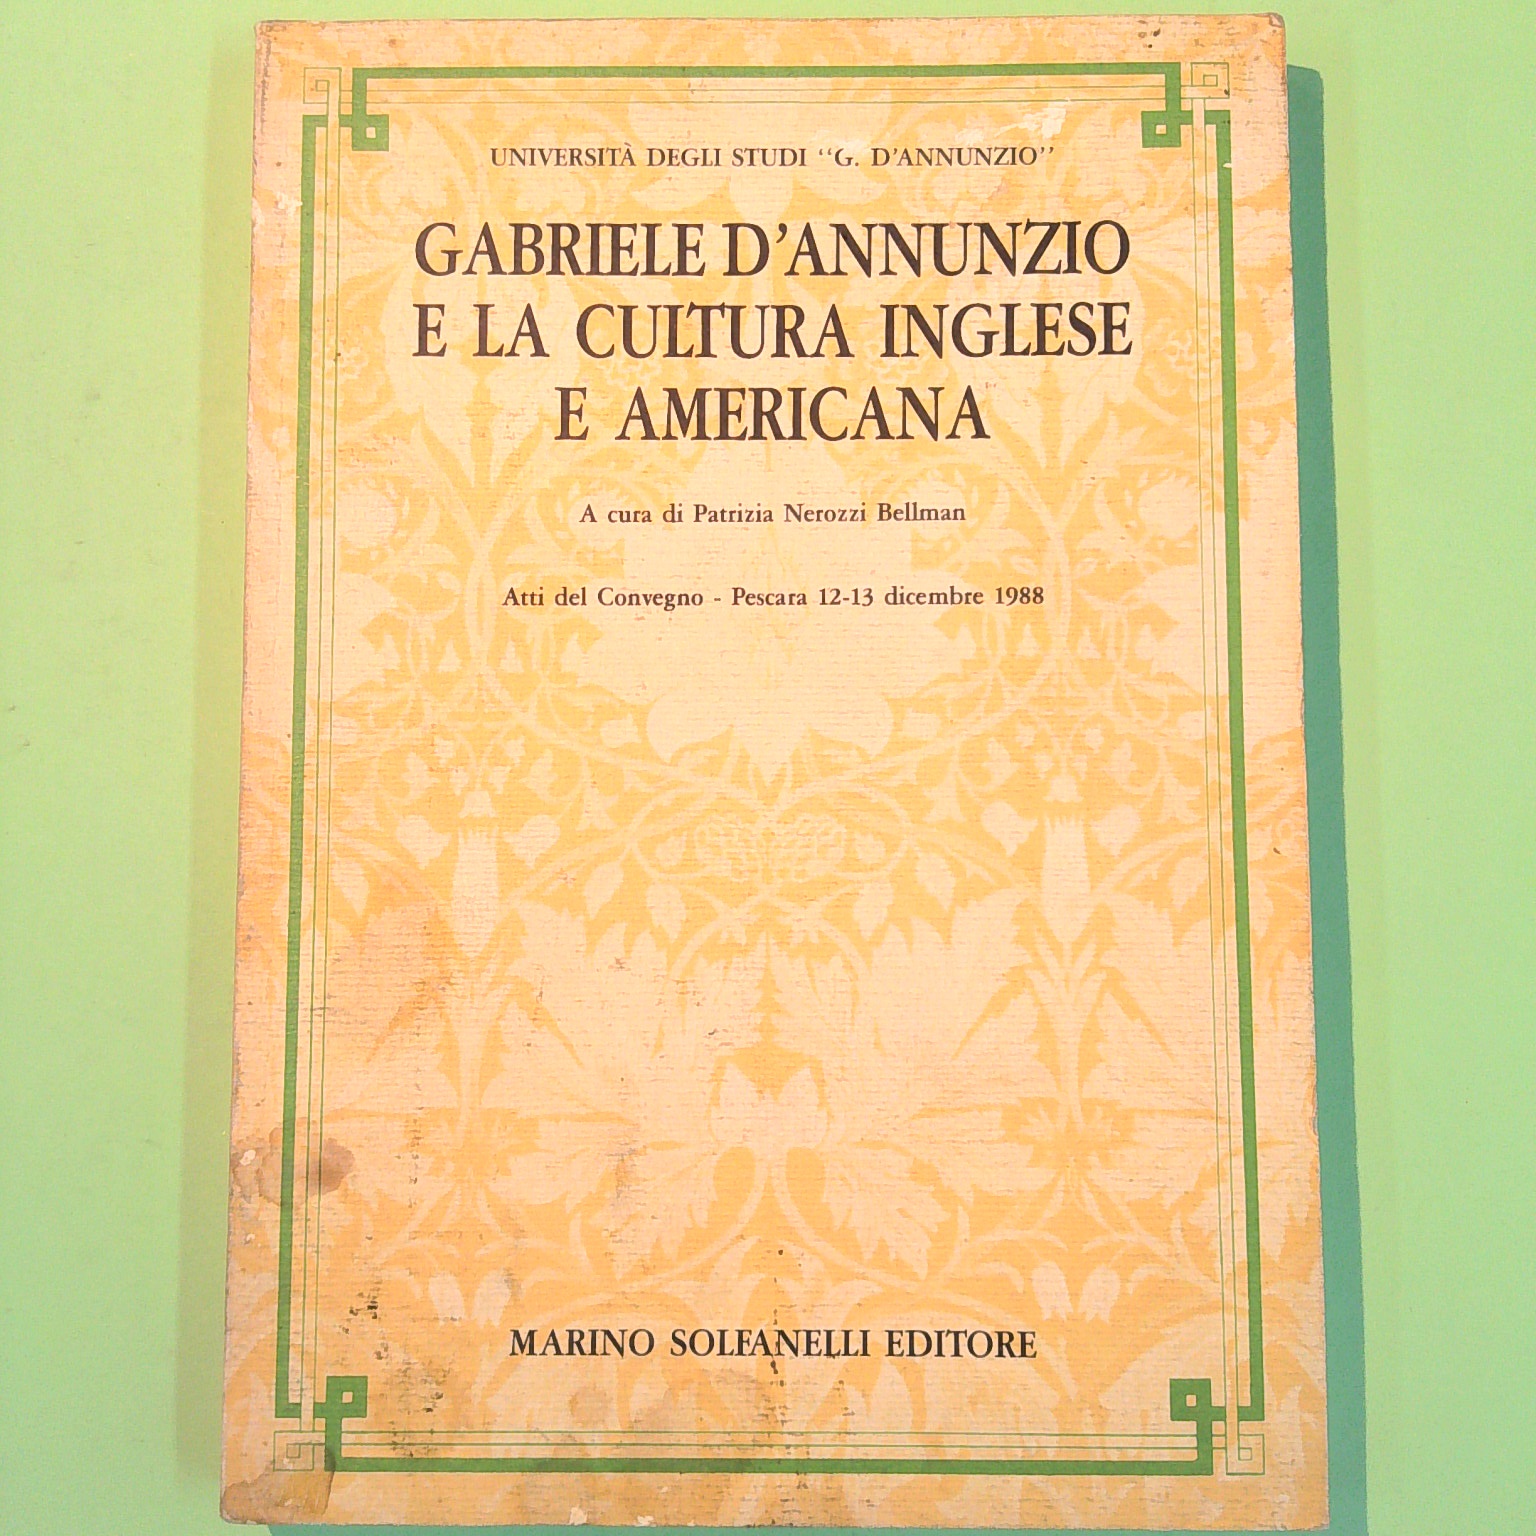 UNIVERSITÀ DEGLI STUDI “G. D’ANNUNZIO”
GABRIELE D’ANNUNZIO
E LA CULTURA INGLESE
E AMERICANA
A cura di Patrizia Nerozzi Bellman
Atti del Convegno - Pescara 12-13 dicembre 1988
MARINO SOLFANELLI EDITORE